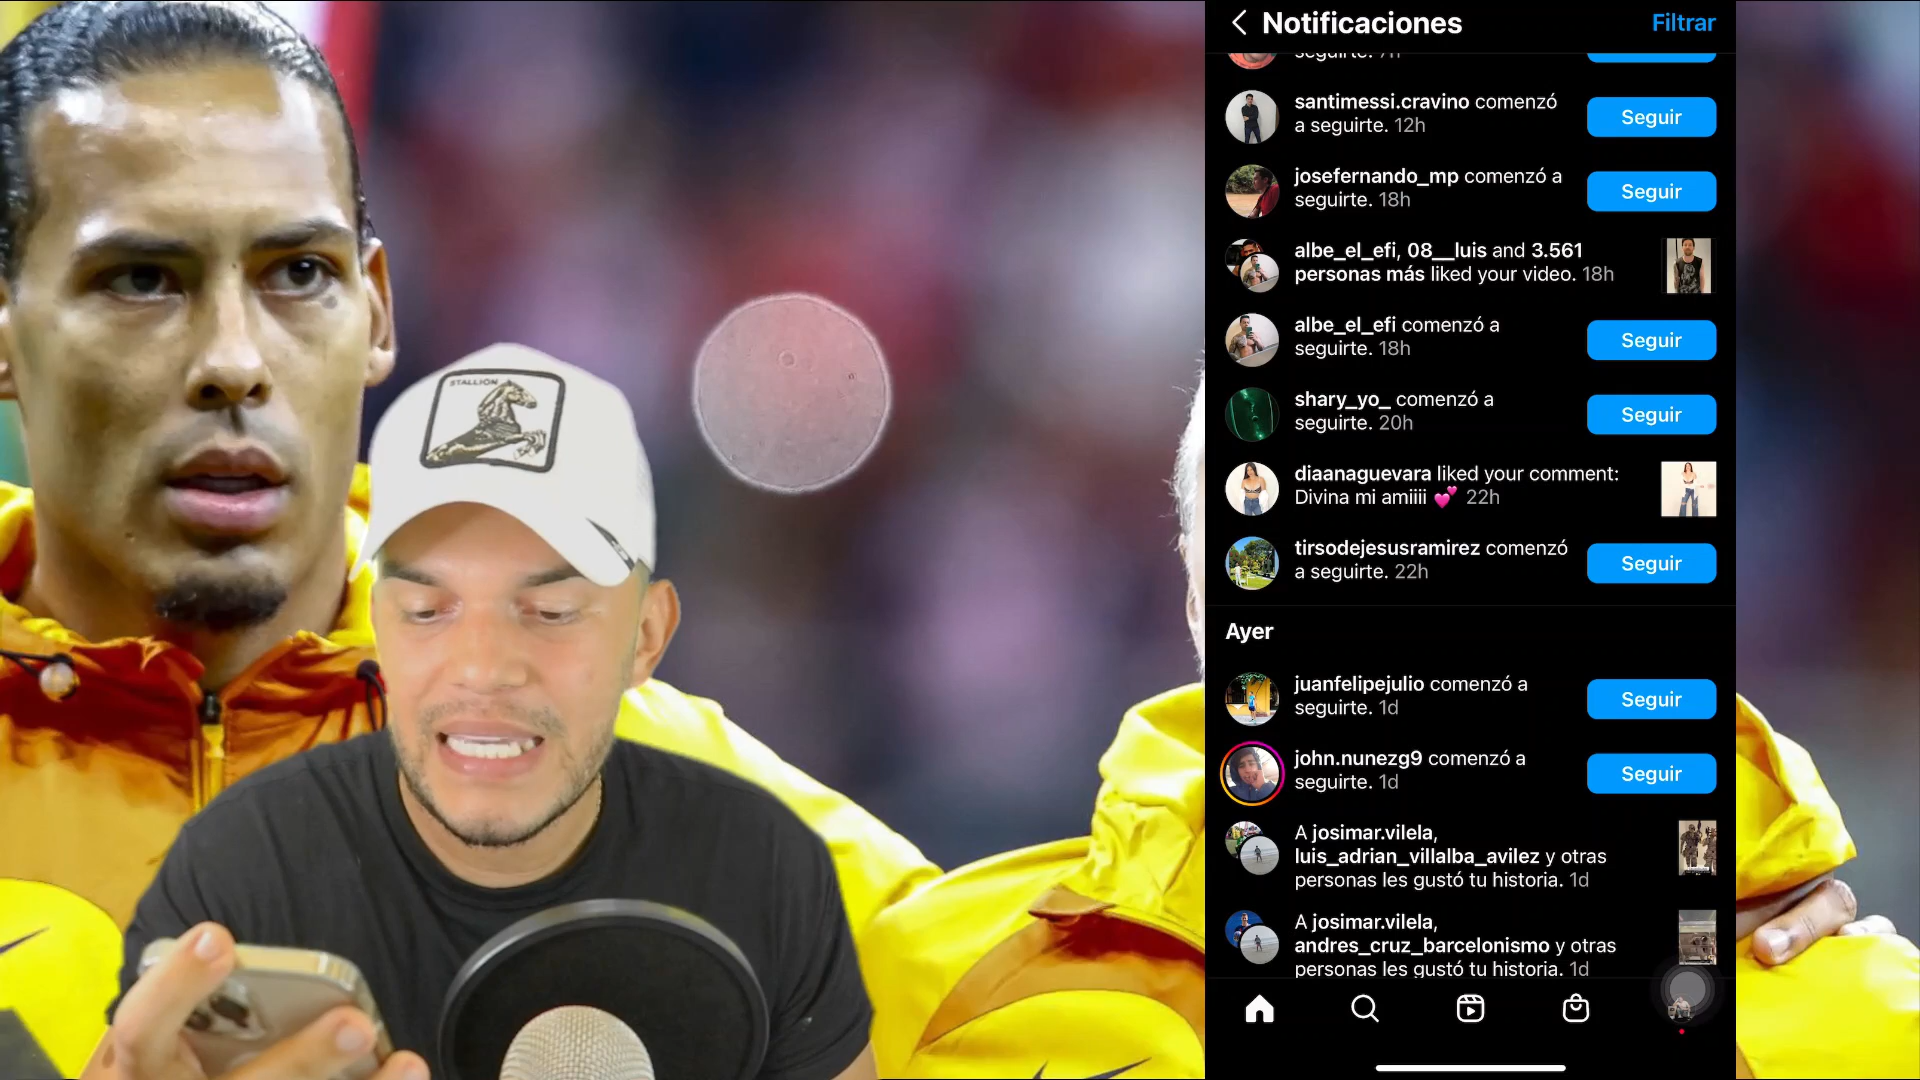 STALLION
Notificaciones
Filtrar
seguirte. 7h
santimessi.cravino comenzó
a seguirte. 12h
Seguir
josefernando_mp comenzó a
seguirte. 18h
Seguir
albe_el_efi, 08__luis and 3.561
personas más liked your video. 18h
albe_el_efi comenzó a
seguirte. 18h
Seguir
shary_yo_ comenzó a
seguirte. 20h
Seguir
diaanaguevara liked your comment:
Divina mi amiiii 💕 22h
tirsodejesusramirez comenzó
a seguirte. 22h
Seguir
Ayer
juanfelipejulio comenzó a
seguirte. 1d
Seguir
john.nunezg9 comenzó a
seguirte. 1d
Seguir
A josimar.vilela,
luis_adrian_villalba_avilez y otras
personas les gustó tu historia. 1d
A josimar.vilela,
andres_cruz_barcelonismo y otras
personas les gustó tu historia. 1d